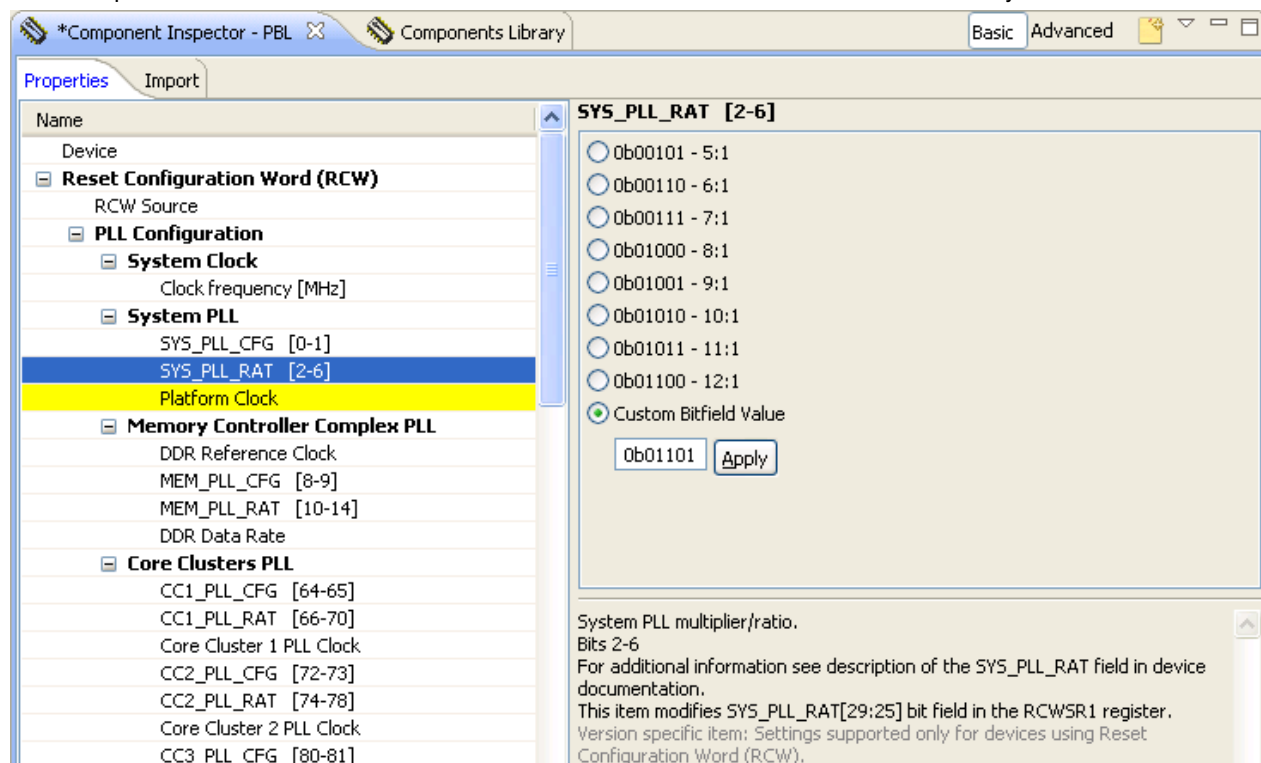 *Component Inspector - PBL
Components Library
Basic
Advanced
Properties
Import
Name
Device
Reset Configuration Word (RCW)
RCW Source
PLL Configuration
System Clock
Clock frequency [MHz]
System PLL
SYS_PLL_CFG [0-1]
SYS_PLL_RAT [2-6]
Platform Clock
Memory Controller Complex PLL
DDR Reference Clock
MEM_PLL_CFG [8-9]
MEM_PLL_RAT [10-14]
DDR Data Rate
Core Clusters PLL
CC1_PLL_CFG [64-65]
CC1_PLL_RAT [66-70]
Core Cluster 1 PLL Clock
CC2_PLL_CFG [72-73]
CC2_PLL_RAT [74-78]
Core Cluster 2 PLL Clock
CC3_PLL_CFG [80-81]
SYS_PLL_RAT [2-6]
0b00101 - 5:1
0b00110 - 6:1
0b00111 - 7:1
0b01000 - 8:1
0b01001 - 9:1
0b01010 - 10:1
0b01011 - 11:1
0b01100 - 12:1
Custom Bitfield Value
0b01101
Apply
System PLL multiplier/ratio.
Bits 2-6
For additional information see description of the SYS_PLL_RAT field in device
documentation.
This item modifies SYS_PLL_RAT[29:25] bit field in the RCWSR1 register.
Version specific item: Settings supported only for devices using Reset
Configuration Word (RCW).